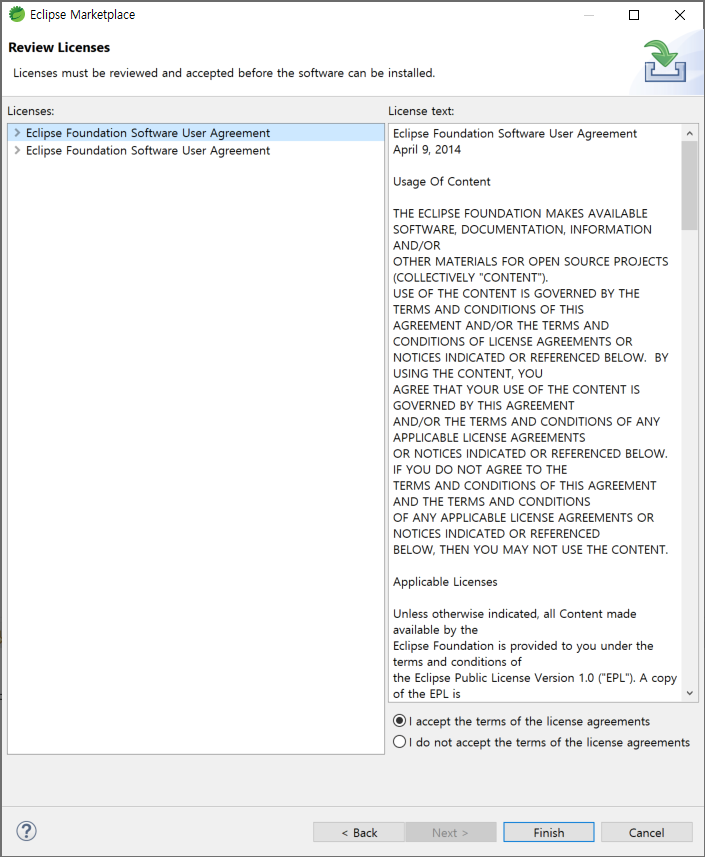 Eclipse Marketplace
Review Licenses
Licenses must be reviewed and accepted before the software can be installed.
Licenses:
Eclipse Foundation Software User Agreement
Eclipse Foundation Software User Agreement
License text:
Eclipse Foundation Software User Agreement
April 9, 2014
Usage Of Content
THE ECLIPSE FOUNDATION MAKES AVAILABLE
SOFTWARE, DOCUMENTATION, INFORMATION
AND/OR
OTHER MATERIALS FOR OPEN SOURCE PROJECTS
(COLLECTIVELY "CONTENT").
USE OF THE CONTENT IS GOVERNED BY THE
TERMS AND CONDITIONS OF THIS
AGREEMENT AND/OR THE TERMS AND
CONDITIONS OF LICENSE AGREEMENTS OR
NOTICES INDICATED OR REFERENCED BELOW.  BY
USING THE CONTENT, YOU
AGREE THAT YOUR USE OF THE CONTENT IS
GOVERNED BY THIS AGREEMENT
AND/OR THE TERMS AND CONDITIONS OF ANY
APPLICABLE LICENSE AGREEMENTS
OR NOTICES INDICATED OR REFERENCED BELOW.
IF YOU DO NOT AGREE TO THE
TERMS AND CONDITIONS OF THIS AGREEMENT
AND THE TERMS AND CONDITIONS
OF ANY APPLICABLE LICENSE AGREEMENTS OR
NOTICES INDICATED OR REFERENCED
BELOW, THEN YOU MAY NOT USE THE CONTENT.
Applicable Licenses
Unless otherwise indicated, all Content made
available by the
Eclipse Foundation is provided to you under the
terms and conditions of
the Eclipse Public License Version 1.0 ("EPL"). A copy
of the EPL is
I accept the terms of the license agreements
I do not accept the terms of the license agreements
?
< Back
Next >
Finish
Cancel